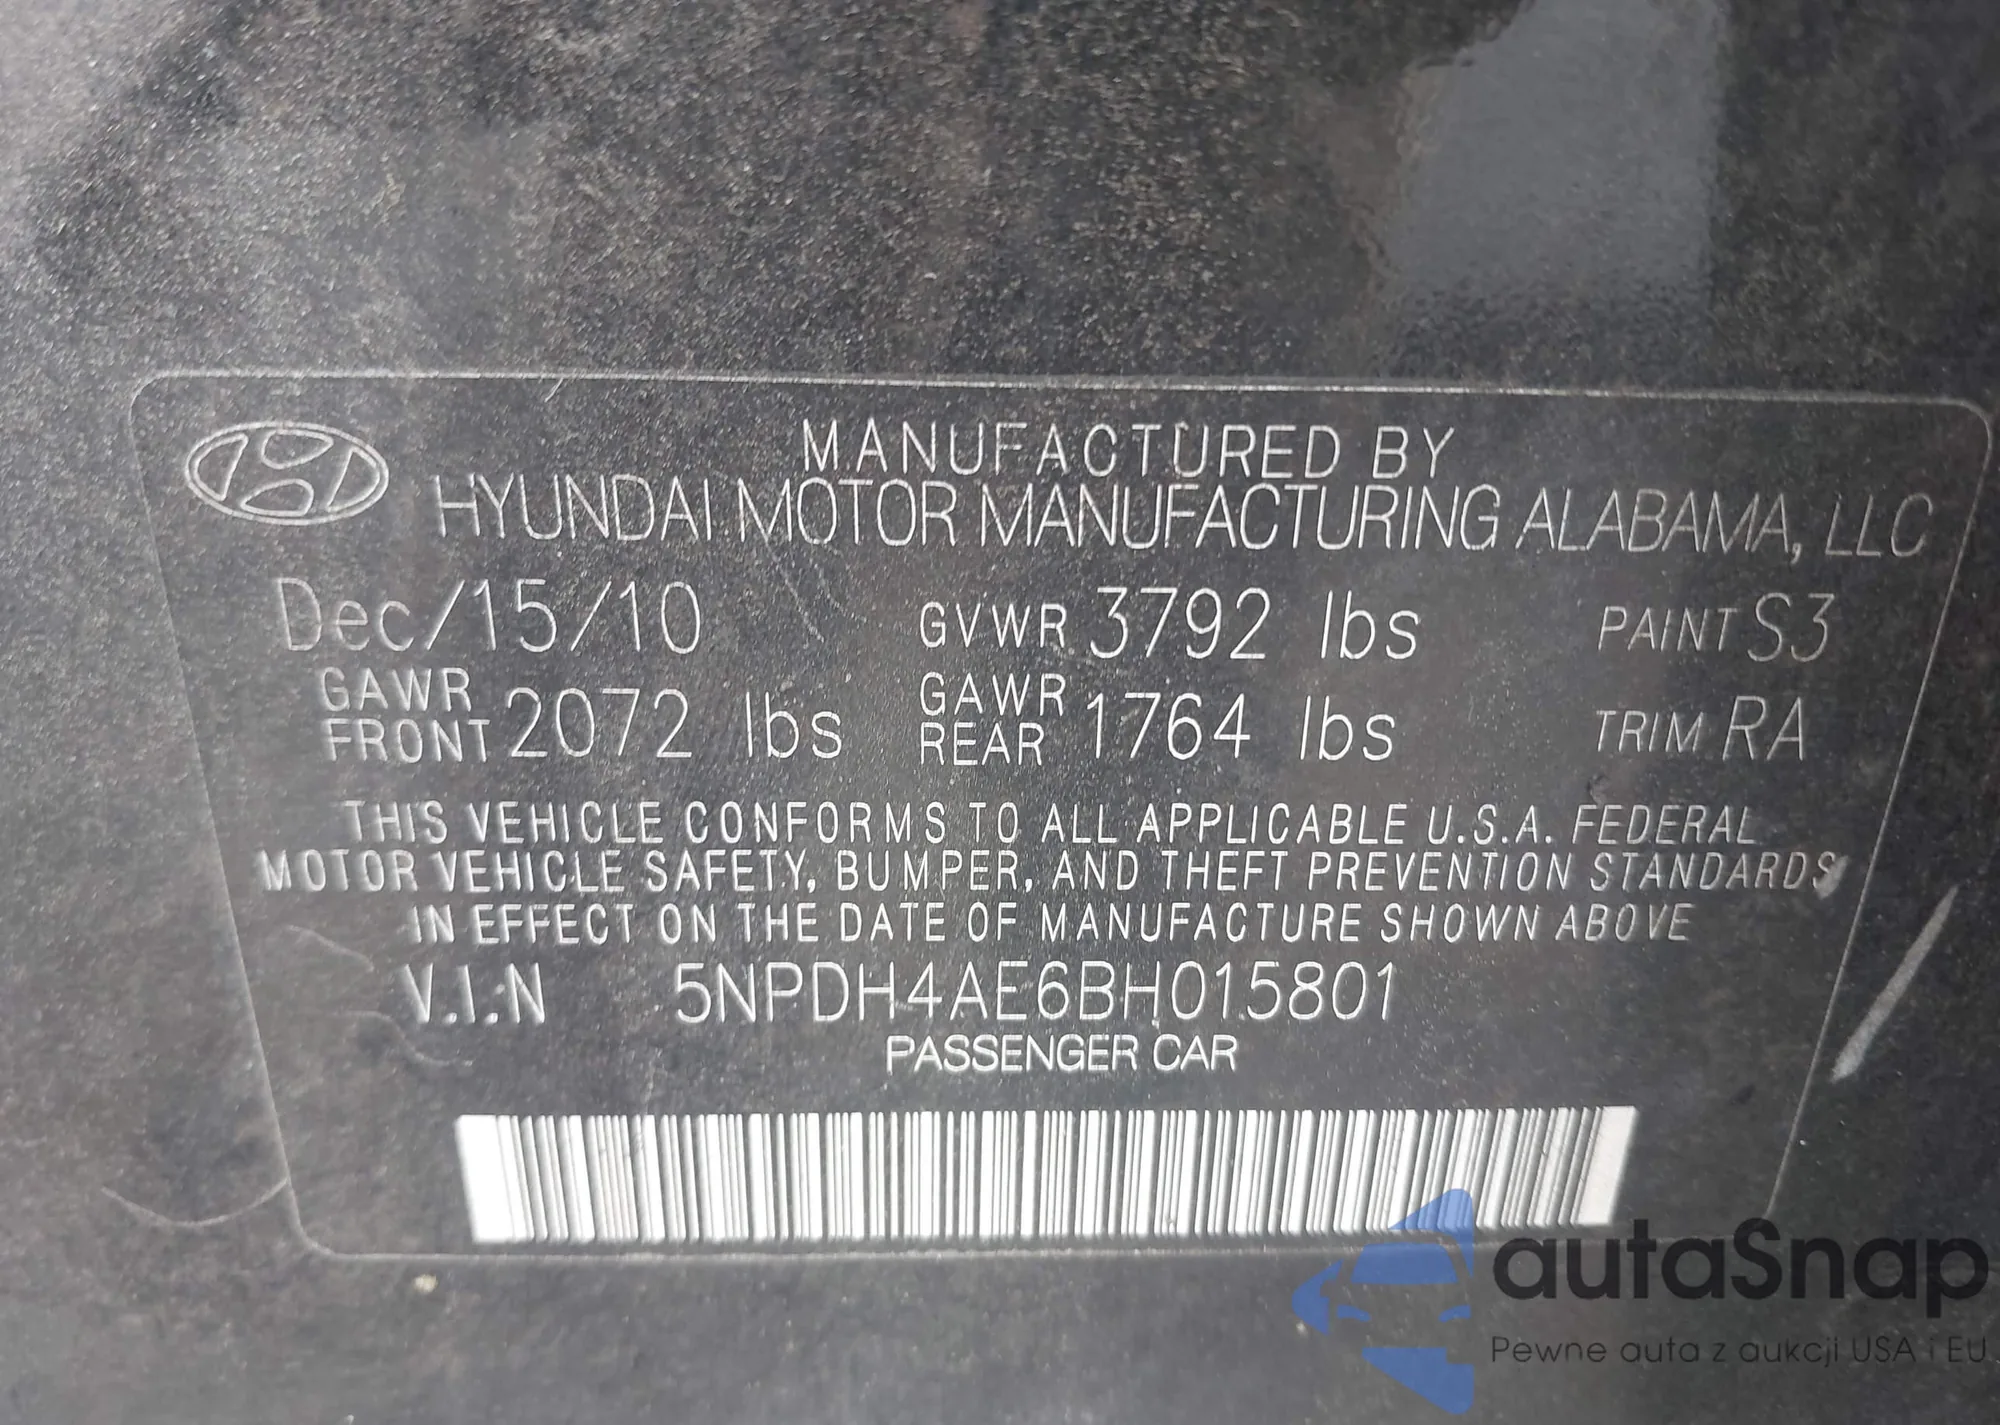 MANUFACTURED BY
HYUNDAI MOTOR MANUFACTURING ALABAMA, LLC
Dec/15/10 GVWR 3792 lbs PAINT S3
GAWR FRONT 2072 lbs GAWR REAR 1764 lbs TRIM RA
THIS VEHICLE CONFORMS TO ALL APPLICABLE U.S.A. FEDERAL
MOTOR VEHICLE SAFETY, BUMPER, AND THEFT PREVENTION STANDARDS
IN EFFECT ON THE DATE OF MANUFACTURE SHOWN ABOVE
V.I.N 5NPDH4AE6BH015801
PASSENGER CAR
autaSnap
Pewne auta z aukcji USA i EU